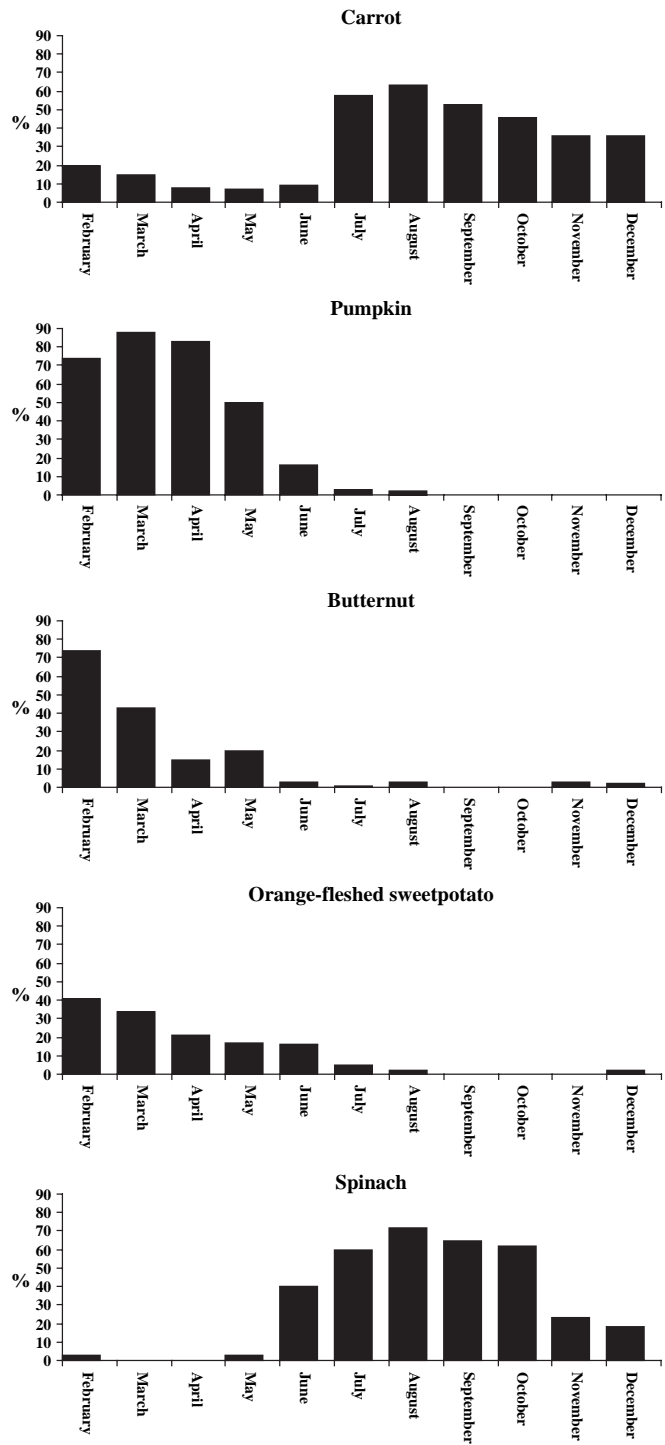 Carrot
90
80
70
60
50
40
30
20
10
0
%
February
March
April
May
June
July
August
September
October
November
December
Pumpkin
90
80
70
60
50
40
30
20
10
0
%
February
March
April
May
June
July
August
September
October
November
December
Butternut
90
80
70
60
50
40
30
20
10
0
%
February
March
April
May
June
July
August
September
October
November
December
Orange-fleshed sweetpotato
90
80
70
60
50
40
30
20
10
0
%
February
March
April
May
June
July
August
September
October
November
December
Spinach
90
80
70
60
50
40
30
20
10
0
%
February
March
April
May
June
July
August
September
October
November
December